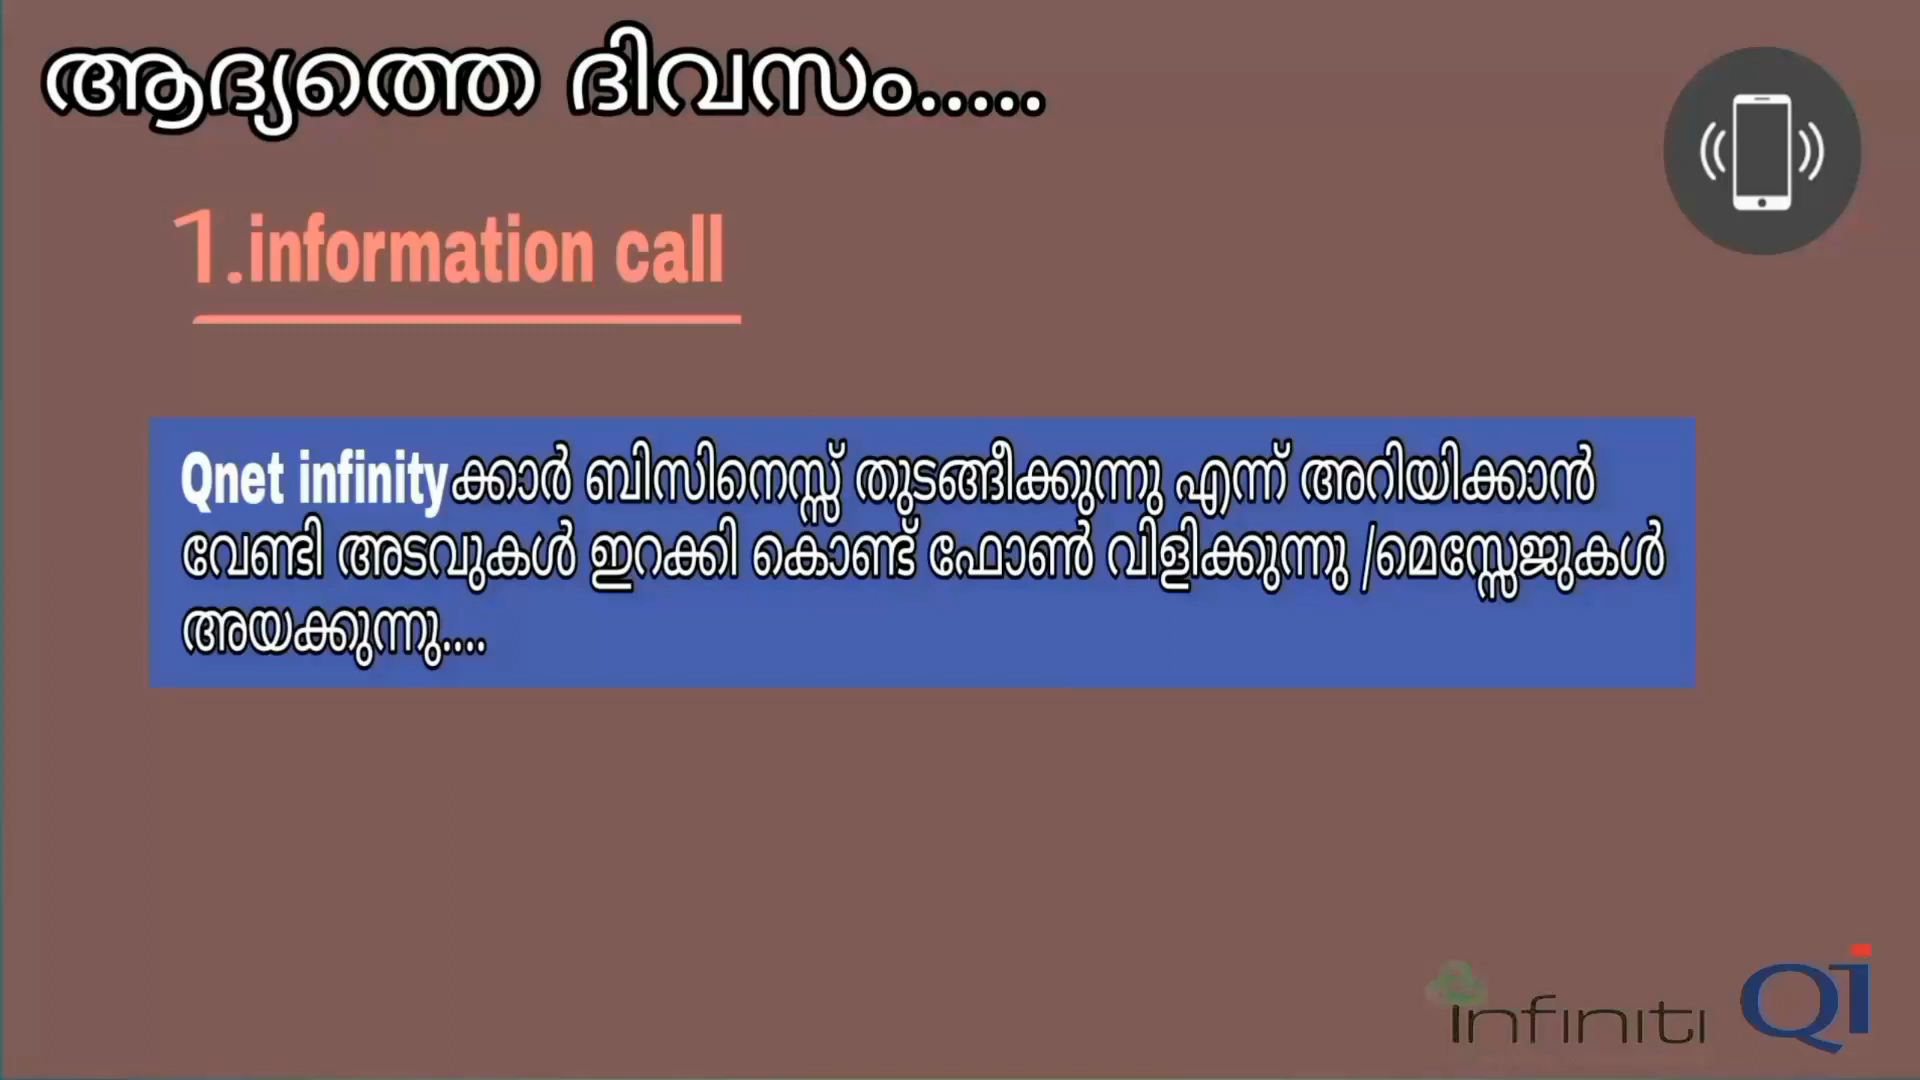 ആദ്യത്തെ ദിവസം.....
1.information call
Qnet infinityക്കാർ ബിസിനെസ്സ് തുടങ്ങീക്കുന്നു എന്ന് അറിയിക്കാൻ
വേണ്ടി അടവുകൾ ഇറക്കി കൊണ്ട് ഫോൺ വിളിക്കുന്നു /മെസ്സേജുകൾ
അയക്കുന്നു....
infiniti QI